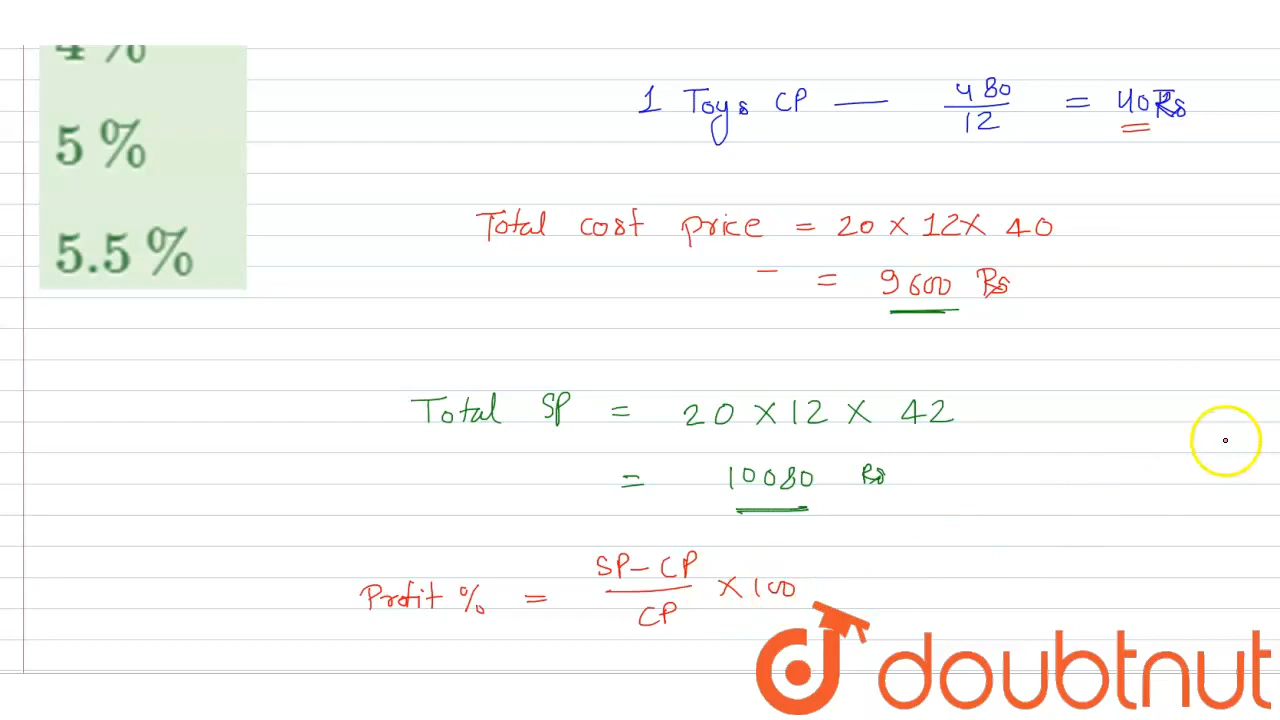 4 %
5 %
5.5 %
1 Toys CP — 480/12 = 40 Rs
Total cost price = 20 × 12 × 40
= 9600 Rs
Total SP = 20 × 12 × 42
= 10080 Rs
Profit % = SP – CP/CP × 100
doubtnut